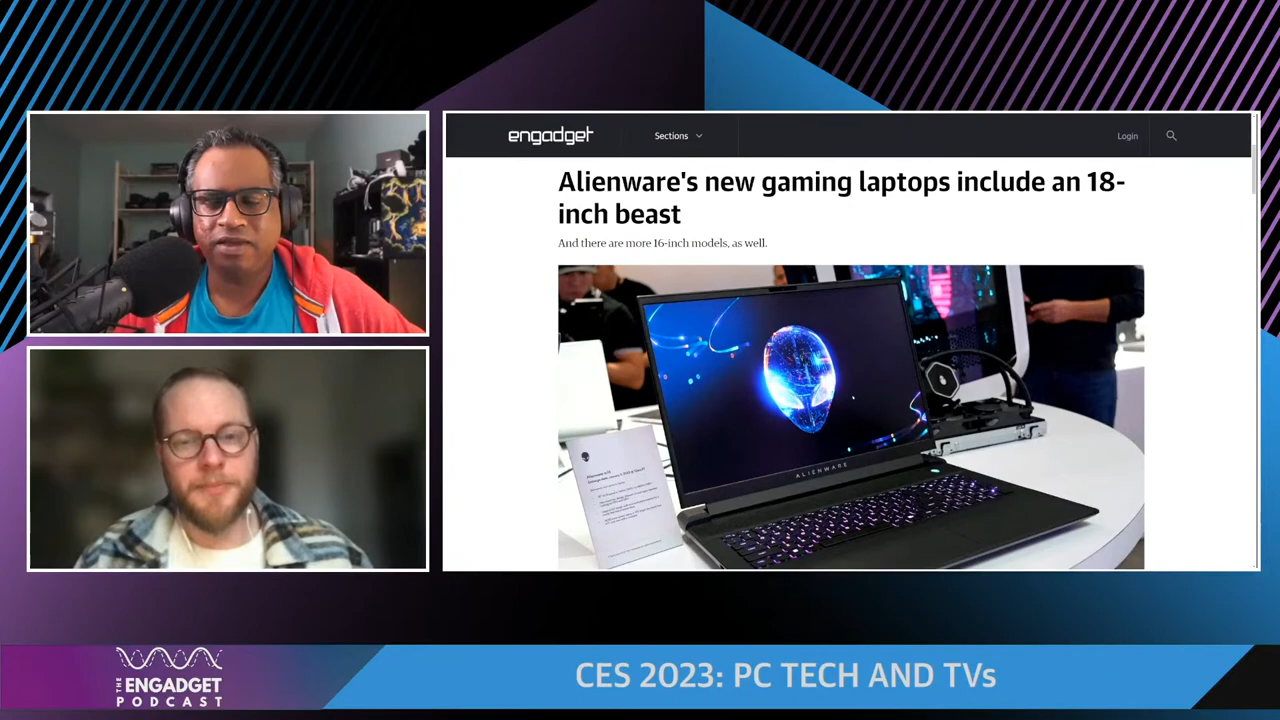 engadget
Sections
Login
Alienware's new gaming laptops include an 18-
inch beast
And there are more 16-inch models, as well.
ALIENWARE
THE
ENGADGET
PODCAST
CES 2023: PC TECH AND TVs